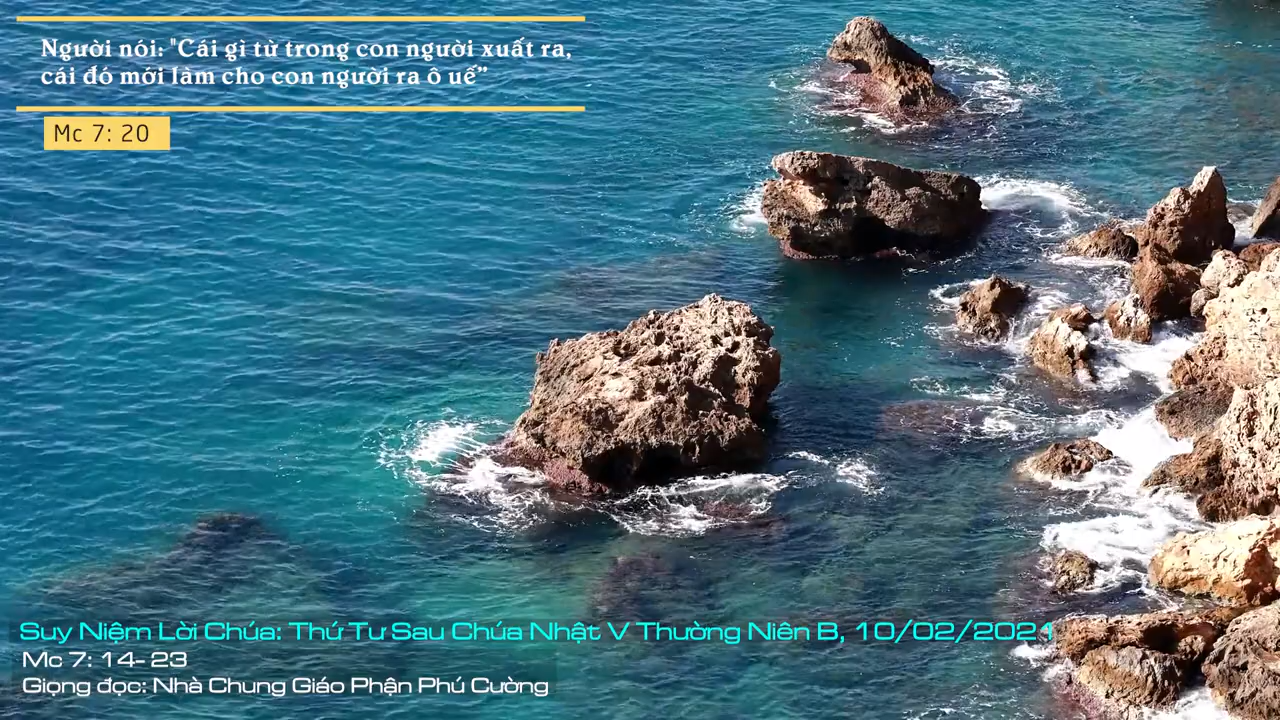 Người nói: "Cái gì từ trong con người xuất ra,
cái đó mới làm cho con người ra ô uế”
Mc 7: 20
Suy Niệm Lời Chúa: Thứ Tư Sau Chúa Nhật V Thường Niên B, 10/02/2021
Mc 7: 14- 23
Giọng đọc: Nhà Chung Giáo Phận Phú Cường